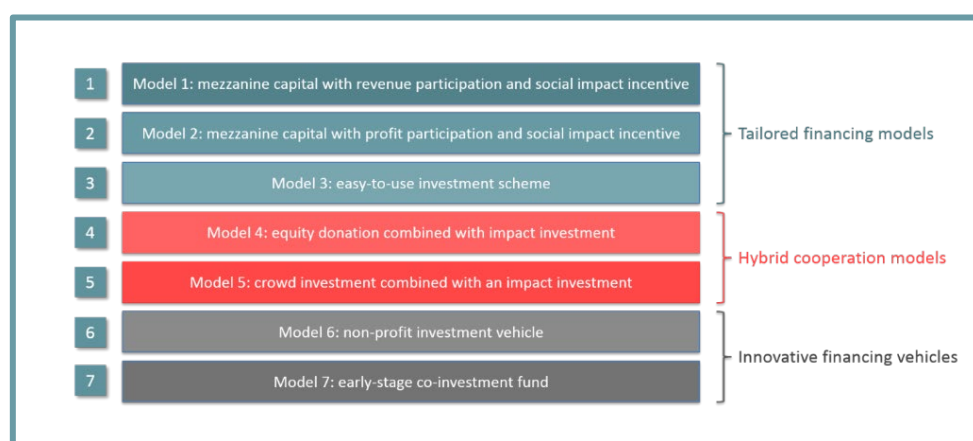 1
Model 1: mezzanine capital with revenue participation and social impact incentive
2
Model 2: mezzanine capital with profit participation and social impact incentive
Tailored financing models
3
Model 3: easy-to-use investment scheme
4
Model 4: equity donation combined with impact investment
Hybrid cooperation models
5
Model 5: crowd investment combined with an impact investment
6
Model 6: non-profit investment vehicle
Innovative financing vehicles
7
Model 7: early-stage co-investment fund